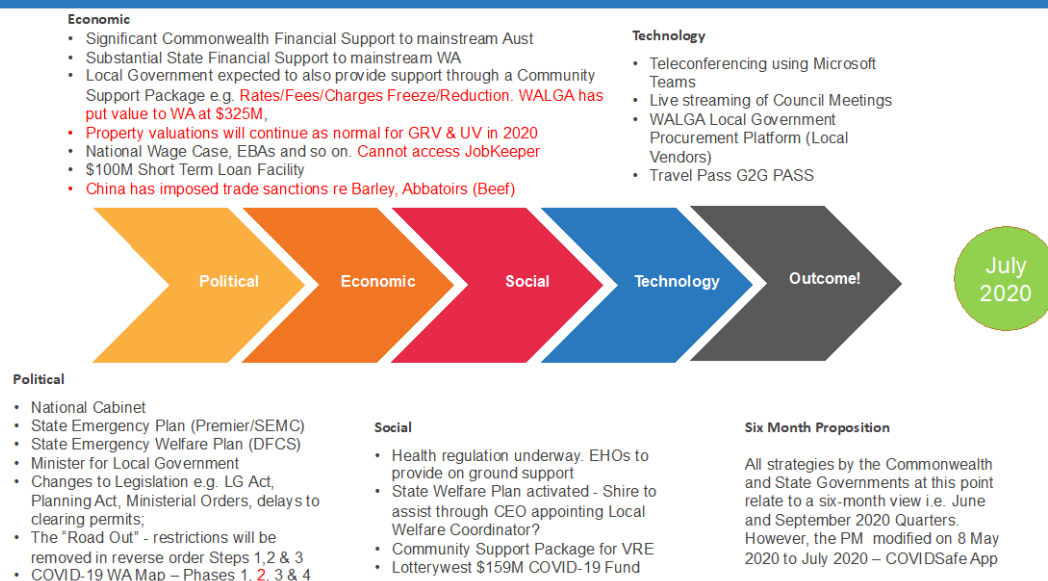 Economic
• Significant Commonwealth Financial Support to mainstream Aust
• Substantial State Financial Support to mainstream WA
• Local Government expected to also provide support through a Community
Support Package e.g. Rates/Fees/Charges Freeze/Reduction. WALGA has
put value to WA at $325M,
• Property valuations will continue as normal for GRV & UV in 2020
• National Wage Case, EBAs and so on. Cannot access JobKeeper
• $100M Short Term Loan Facility
• China has imposed trade sanctions re Barley, Abbatoirs (Beef)
Technology
• Teleconferencing using Microsoft
Teams
• Live streaming of Council Meetings
• WALGA Local Government
Procurement Platform (Local
Vendors)
• Travel Pass G2G PASS
Political
Economic
Social
Technology
Outcome!
July
2020
Political
• National Cabinet
• State Emergency Plan (Premier/SEMC)
• State Emergency Welfare Plan (DFCS)
• Minister for Local Government
• Changes to Legislation e.g. LG Act,
Planning Act, Ministerial Orders, delays to
clearing permits;
• The “Road Out” - restrictions will be
removed in reverse order Steps 1,2 & 3
• COVID-19 WA Map – Phases 1, 2, 3 & 4
Social
• Health regulation underway. EHOs to
provide on ground support
• State Welfare Plan activated - Shire to
assist through CEO appointing Local
Welfare Coordinator?
• Community Support Package for VRE
• Lotterywest $159M COVID-19 Fund
Six Month Proposition
All strategies by the Commonwealth
and State Governments at this point
relate to a six-month view i.e. June
and September 2020 Quarters.
However, the PM modified on 8 May
2020 to July 2020 – COVIDSafe App